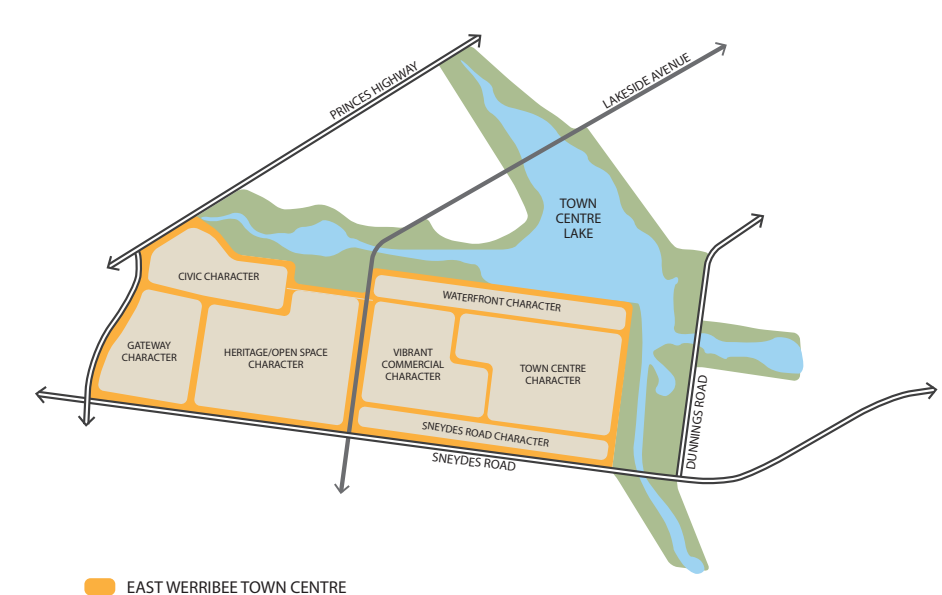 PRINCES HIGHWAY
LAKESIDE AVENUE
TOWN
CENTRE
LAKE
CIVIC CHARACTER
WATERFRONT CHARACTER
GATEWAY
CHARACTER
HERITAGE/OPEN SPACE
CHARACTER
VIBRANT
COMMERCIAL
CHARACTER
TOWN CENTRE
CHARACTER
SNEYDES ROAD CHARACTER
SNEYDES ROAD
DUNNINGS ROAD
EAST WERRIBEE TOWN CENTRE